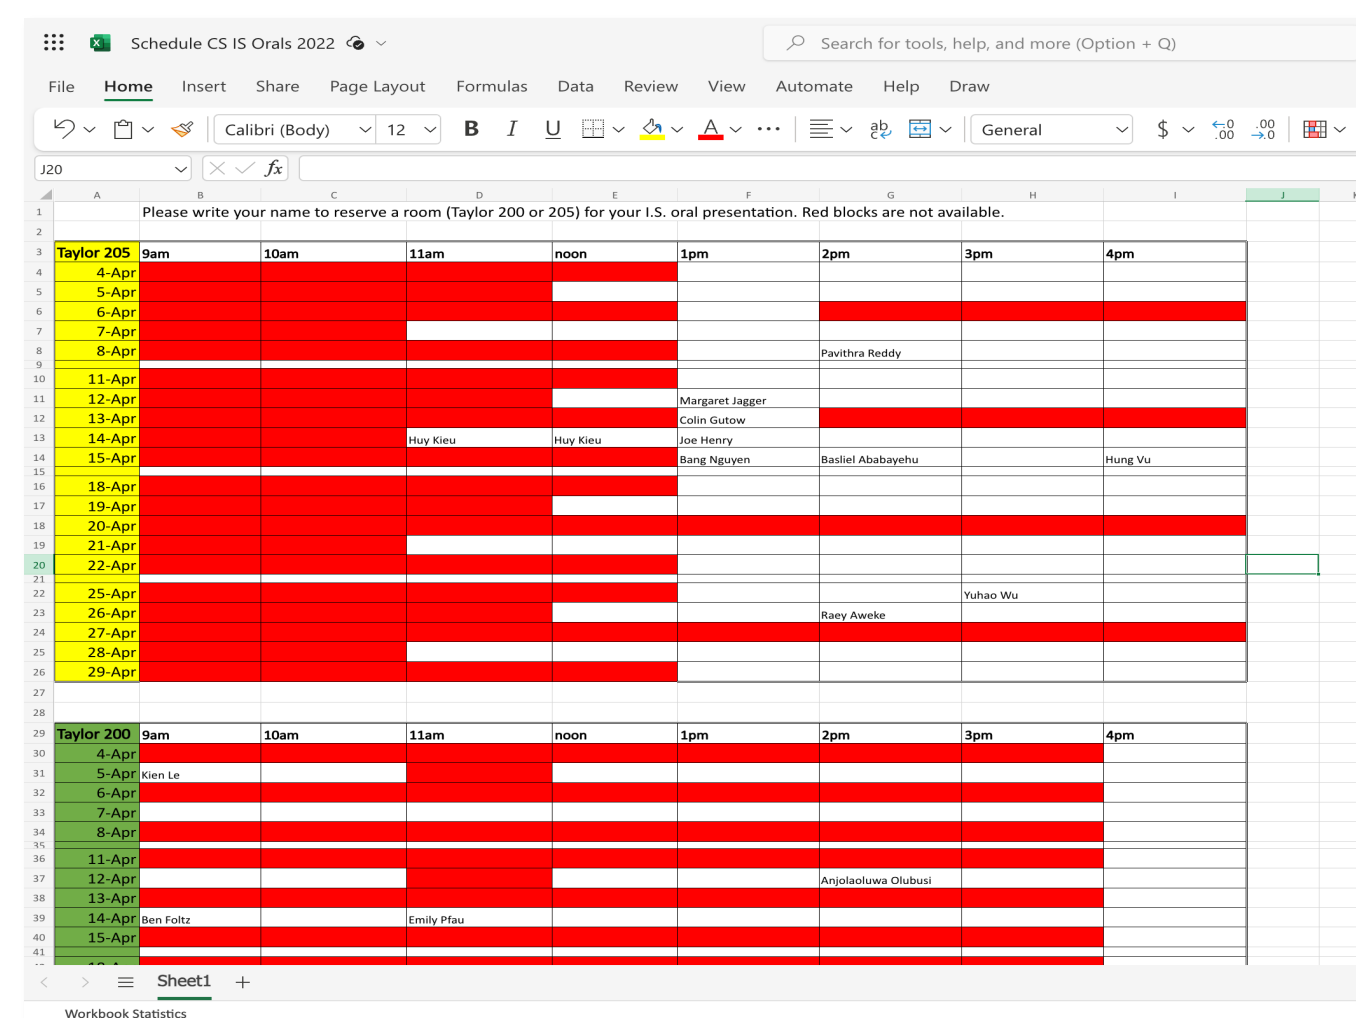 Schedule CS IS Orals 2022
Search for tools, help, and more (Option + Q)
File Home Insert Share Page Layout Formulas Data Review View Automate Help Draw
Calibri (Body) 12 B I U A ab General $ .00 .00
J20 fx
A B C D E F G H I J
1 Please write your name to reserve a room (Taylor 200 or 205) for your I.S. oral presentation. Red blocks are not available.
2
3 Taylor 205 9am 10am 11am noon 1pm 2pm 3pm 4pm
4 4-Apr
5 5-Apr
6 6-Apr
7 7-Apr
8 8-Apr Pavithra Reddy
9
10 11-Apr
11 12-Apr Margaret Jagger
12 13-Apr Colin Gutow
13 14-Apr Huy Kieu Huy Kieu Joe Henry
14 15-Apr Bang Nguyen Basliel Ababayehu Hung Vu
15
16 18-Apr
17 19-Apr
18 20-Apr
19 21-Apr
20 22-Apr
21
22 25-Apr Yuhao Wu
23 26-Apr Raey Aweke
24 27-Apr
25 28-Apr
26 29-Apr
27
28
29 Taylor 200 9am 10am 11am noon 1pm 2pm 3pm 4pm
30 4-Apr
31 5-Apr Kien Le
32 6-Apr
33 7-Apr
34 8-Apr
35
36 11-Apr
37 12-Apr Anjolaoluwa Olubusi
38 13-Apr
39 14-Apr Ben Foltz Emily Pfau
40 15-Apr
41
Sheet1
Workbook Statistics